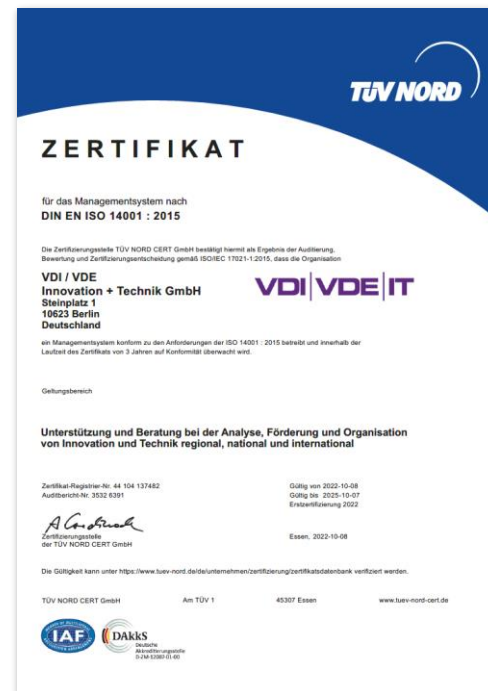 TÜV NORD
ZERTIFIKAT
für das Managementsystem nach
DIN EN ISO 14001 : 2015
Die Zertifizierungsstelle TÜV NORD CERT GmbH bestätigt hiermit als Ergebnis der Auditierung,
Bewertung und Zertifizierungsentscheidung gemäß ISO/IEC 17021-1:2015, dass die Organisation
VDI / VDE
Innovation + Technik GmbH
Steinplatz 1
10623 Berlin
Deutschland
VDI|VDE|IT
ein Managementsystem konform zu den Anforderungen der ISO 14001 : 2015 betreibt und innerhalb der
Laufzeit des Zertifikats von 3 Jahren auf Konformität überwacht wird.
Geltungsbereich
Unterstützung und Beratung bei der Analyse, Förderung und Organisation
von Innovation und Technik regional, national und international
Zertifikat-Registrier-Nr. 44 104 137482
Auditbericht-Nr. 3532 6391
Gültig von 2022-10-08
Gültig bis 2025-10-07
Erstzertifizierung 2022
Zertifizierungsstelle
der TÜV NORD CERT GmbH
Essen, 2022-10-08
Die Gültigkeit kann unter https://www.tuev-nord.de/de/unternehmen/zertifizierung/zertifikatsdatenbank verifiziert werden.
TÜV NORD CERT GmbH Am TÜV 1 45307 Essen www.tuev-nord-cert.de
IAF
DAkkS
Deutsche
Akkreditierungsstelle
D-ZM-12007-01-00